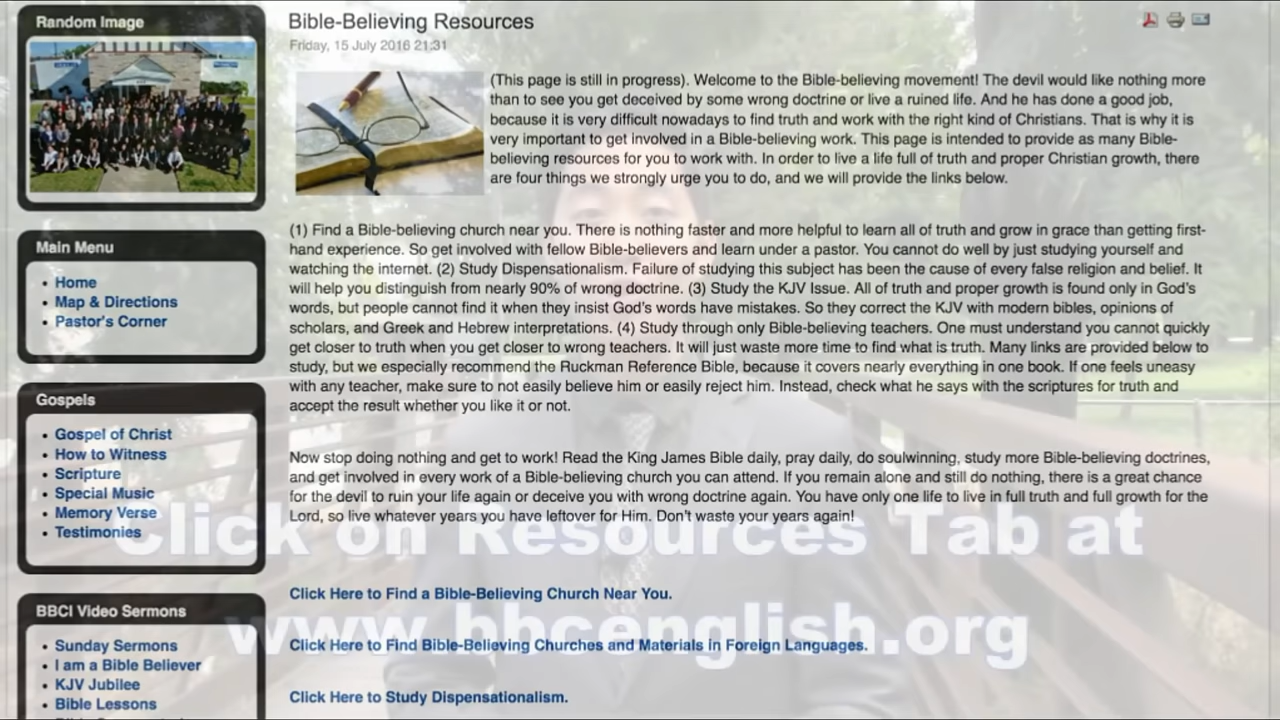 Random Image
Main Menu
Home
Map & Directions
Pastor's Corner
Gospels
Gospel of Christ
How to Witness
Scripture
Special Music
Memory Verse
Testimonies
BBCI Video Sermons
Sunday Sermons
I am a Bible Believer
KJV Jubilee
Bible Lessons
Bible-Believing Resources
Friday, 15 July 2016 21:31
(This page is still in progress). Welcome to the Bible-believing movement! The devil would like nothing more
than to see you get deceived by some wrong doctrine or live a ruined life. And he has done a good job,
because it is very difficult nowadays to find truth and work with the right kind of Christians. That is why it is
very important to get involved in a Bible-believing work. This page is intended to provide as many Bible-
believing resources for you to work with. In order to live a life full of truth and proper Christian growth, there
are four things we strongly urge you to do, and we will provide the links below.
(1) Find a Bible-believing church near you. There is nothing faster and more helpful to learn all of truth and grow in grace than getting first-
hand experience. So get involved with fellow Bible-believers and learn under a pastor. You cannot do well by just studying yourself and
watching the internet. (2) Study Dispensationalism. Failure of studying this subject has been the cause of every false religion and belief. It
will help you distinguish from nearly 90% of wrong doctrine. (3) Study the KJV Issue. All of truth and proper growth is found only in God's
words, but people cannot find it when they insist God's words have mistakes. So they correct the KJV with modern bibles, opinions of
scholars, and Greek and Hebrew interpretations. (4) Study through only Bible-believing teachers. One must understand you cannot quickly
get closer to truth when you get closer to wrong teachers. It will just waste more time to find what is truth. Many links are provided below to
study, but we especially recommend the Ruckman Reference Bible, because it covers nearly everything in one book. If one feels uneasy
with any teacher, make sure to not easily believe him or easily reject him. Instead, check what he says with the scriptures for truth and
accept the result whether you like it or not.
Now stop doing nothing and get to work! Read the King James Bible daily, pray daily, do soulwinning, study more Bible-believing doctrines,
and get involved in every work of a Bible-believing church you can attend. If you remain alone and still do nothing, there is a great chance
for the devil to ruin your life again or deceive you with wrong doctrine again. You have only one life to live in full truth and full growth for the
Lord, so live whatever years you have leftover for Him. Don't waste your years again!
Click on Resources Tab at
www.bbcenglish.org
Click Here to Find a Bible-Believing Church Near You.
Click Here to Find Bible-Believing Churches and Materials in Foreign Languages.
Click Here to Study Dispensationalism.